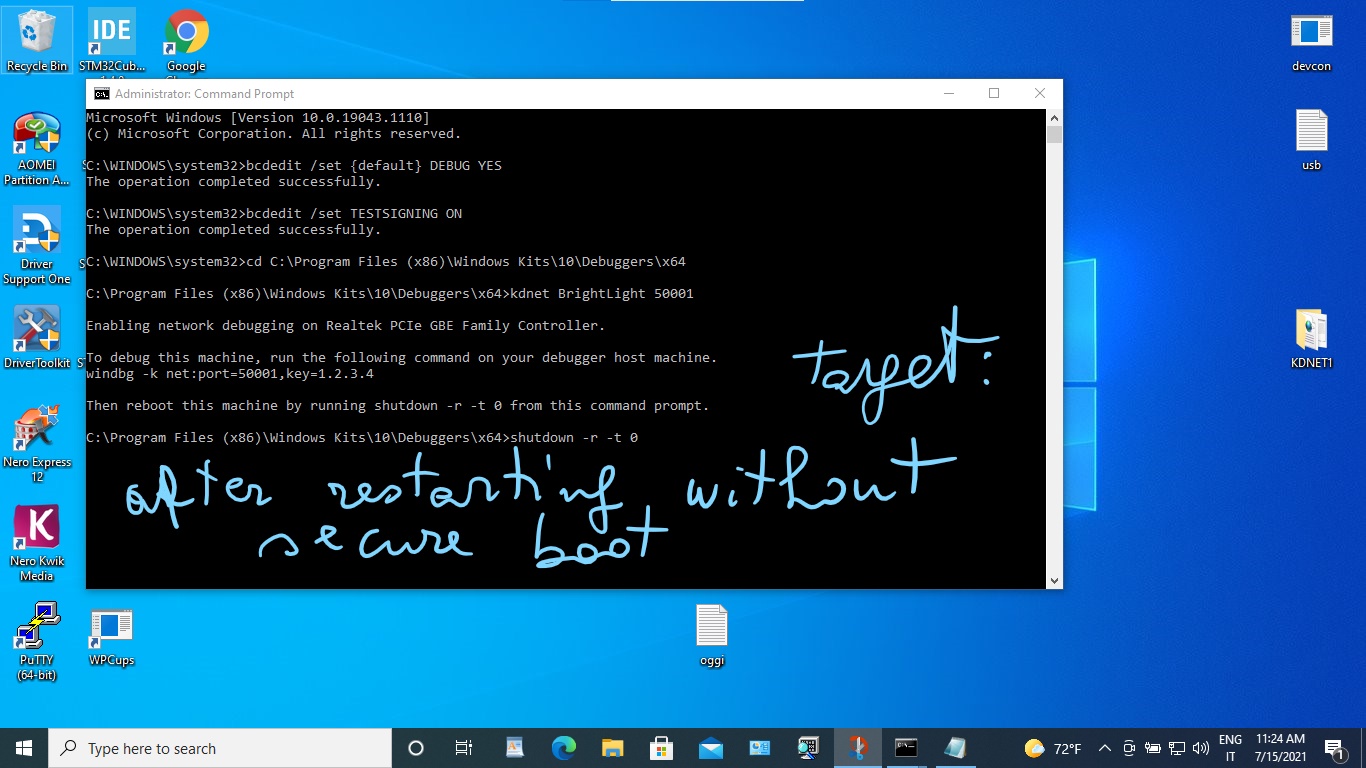 Recycle Bin
STM32Cub...
Google
devcon
usb
KDNET1
AOMEI
Partition A...
Driver
Support One
DriverToolkit
Nero Express
12
Nero Kwik
Media
PuTTY
(64-bit)
WPCups
oggi
IDE
Administrator: Command Prompt
Microsoft Windows [Version 10.0.19043.1110]
(c) Microsoft Corporation. All rights reserved.
C:\WINDOWS\system32>bcdedit /set {default} DEBUG YES
The operation completed successfully.
C:\WINDOWS\system32>bcdedit /set TESTSIGNING ON
The operation completed successfully.
C:\WINDOWS\system32>cd C:\Program Files (x86)\Windows Kits\10\Debuggers\x64
C:\Program Files (x86)\Windows Kits\10\Debuggers\x64>kdnet BrightLight 50001
Enabling network debugging on Realtek PCIe GBE Family Controller.
To debug this machine, run the following command on your debugger host machine.
windbg -k net:port=50001,key=1.2.3.4
Then reboot this machine by running shutdown -r -t 0 from this command prompt.
C:\Program Files (x86)\Windows Kits\10\Debuggers\x64>shutdown -r -t 0
target:
after restarting without
secure boot
Type here to search
72°F
ENG
IT
11:24 AM
7/15/2021
1